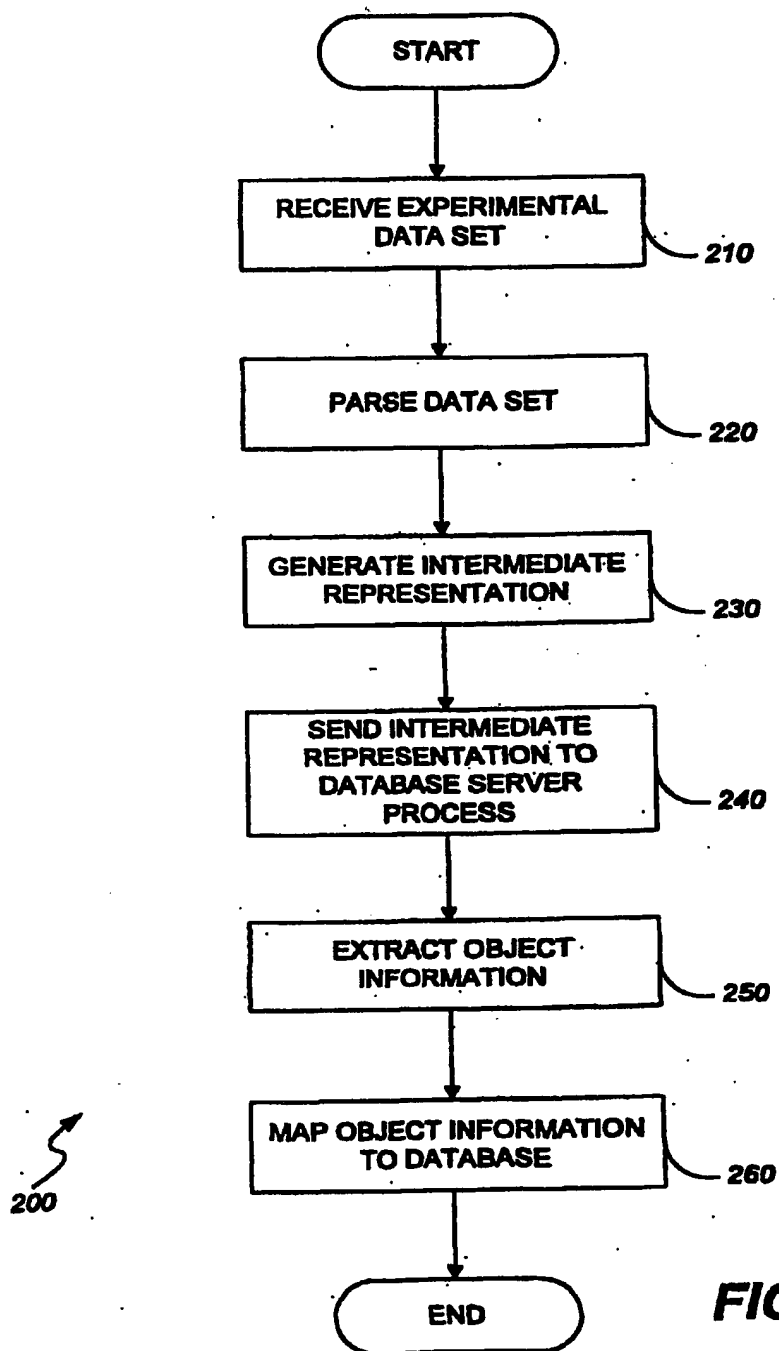 START
RECEIVE EXPERIMENTAL
DATA SET
210
PARSE DATA SET
220
GENERATE INTERMEDIATE
REPRESENTATION
230
SEND INTERMEDIATE
REPRESENTATION TO
DATABASE SERVER
PROCESS
240
EXTRACT OBJECT
INFORMATION
250
MAP OBJECT INFORMATION
TO DATABASE
260
200
END